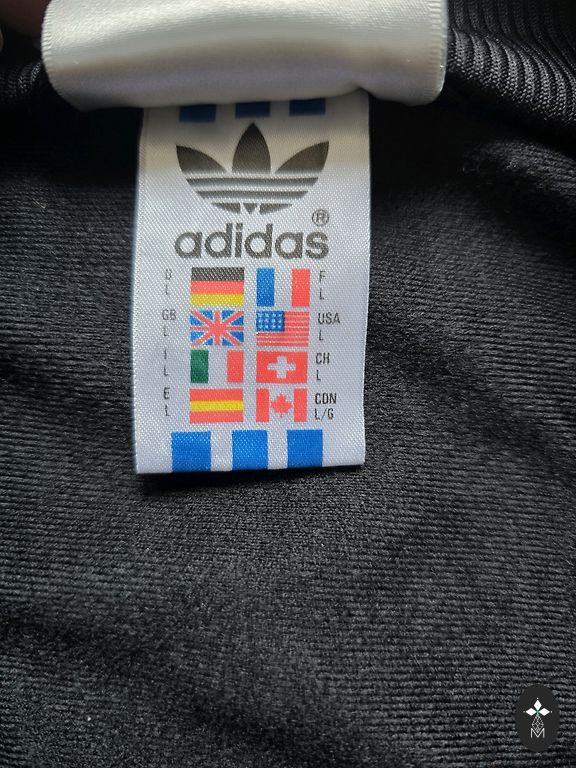 ®
adidas
D L F L
GB L USA L
I L CH L
E L CDN L/G
M